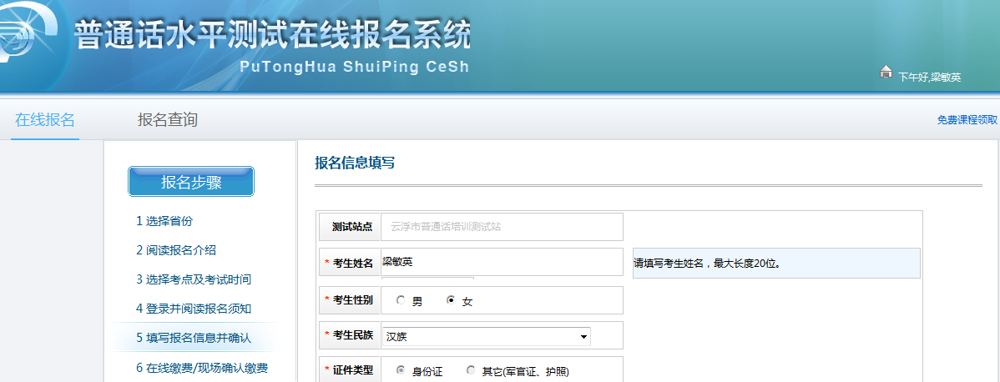 普通话水平测试在线报名系统
PuTongHua ShuiPing CeSh
下午好,梁敏英
在线报名
报名查询
免费课程领取
报名步骤
1 选择省份
2 阅读报名介绍
3 选择考点及考试时间
4 登录并阅读报名须知
5 填写报名信息并确认
6 在线缴费/现场确认缴费
报名信息填写
测试站点 云浮市普通话培训测试站
* 考生姓名 梁敏英 请填写考生姓名，最大长度20位。
* 考生性别 男 女
* 考生民族 汉族
* 证件类型 身份证 其它(军官证、护照)